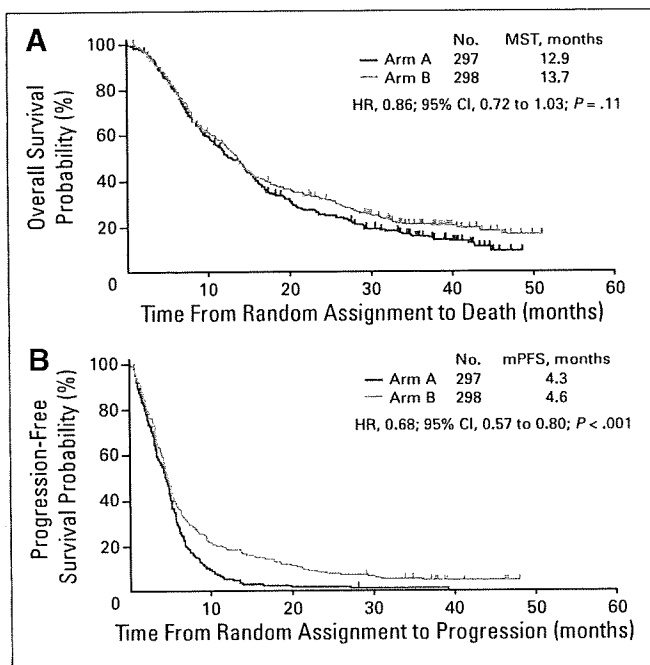 A
No. MST, months
Arm A 297 12.9
Arm B 298 13.7
HR, 0.86; 95% CI, 0.72 to 1.03; P = .11
Overall Survival
Probability (%)
100
80
60
40
20
0 10 20 30 40 50 60
Time From Random Assignment to Death (months)
B
No. mPFS, months
Arm A 297 4.3
Arm B 298 4.6
HR, 0.68; 95% CI, 0.57 to 0.80; P < .001
Progression-Free
Survival Probability (%)
100
80
60
40
20
0 10 20 30 40 50 60
Time From Random Assignment to Progression (months)